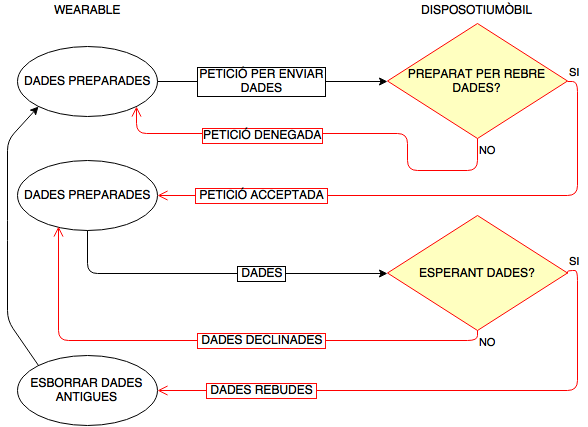 WEARABLE
DISPOSOTIUMÒBIL
DADES PREPARADES
PETICIÓ PER ENVIAR
DADES
PREPARAT PER REBRE
DADES?
SI
PETICIÓ DENEGADA
NO
DADES PREPARADES
PETICIÓ ACCEPTADA
DADES
ESPERANT DADES?
SI
DADES DECLINADES
NO
ESBORRAR DADES
ANTIGUES
DADES REBUDES